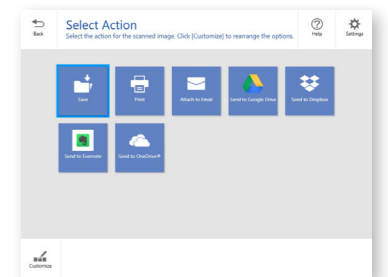 Select Action
Select the action for the scanned image. Click [Customize] to rearrange the options.
Back
Help
Settings
Save
Print
Attach to Email
Send to Google Drive
Send to Dropbox
Send to Evernote
Send to OneDrive®
Customize